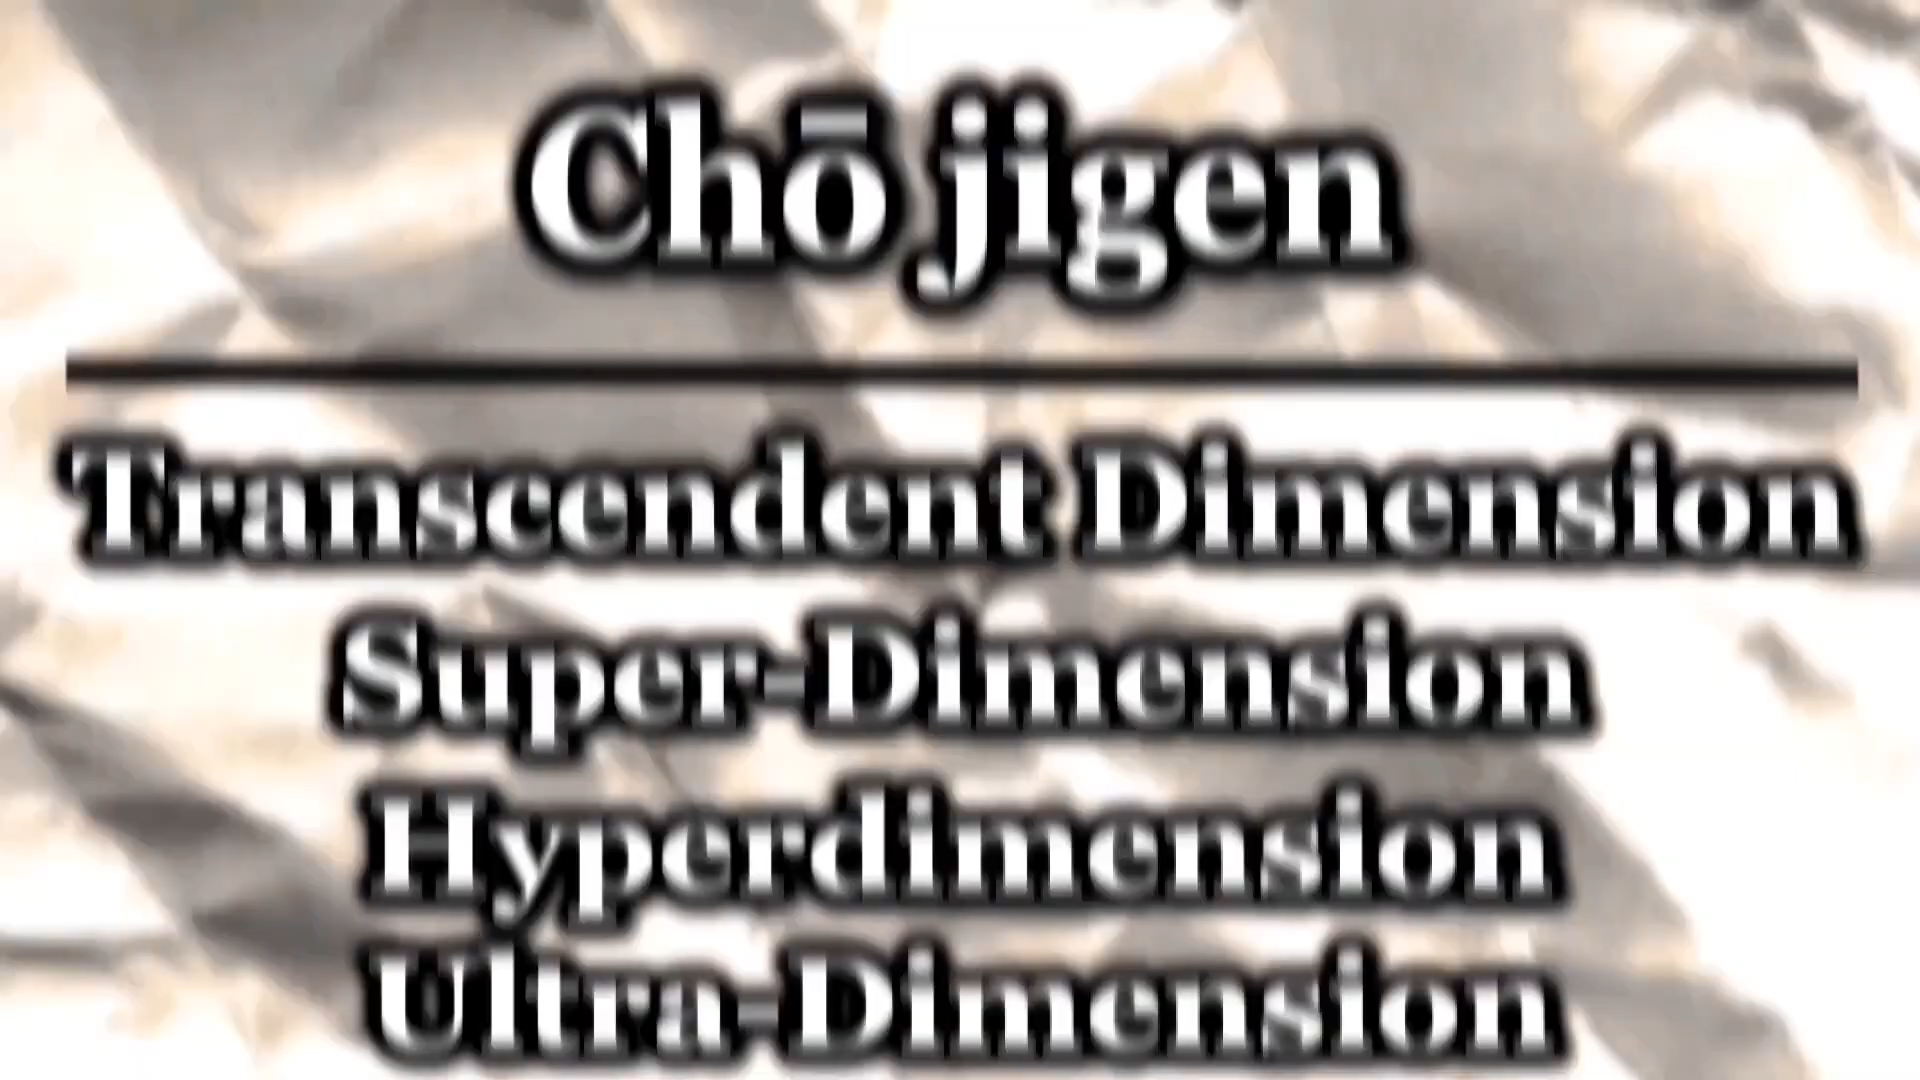 Chō jigen
Transcendent Dimension
Super-Dimension
Hyperdimension
Ultra-Dimension